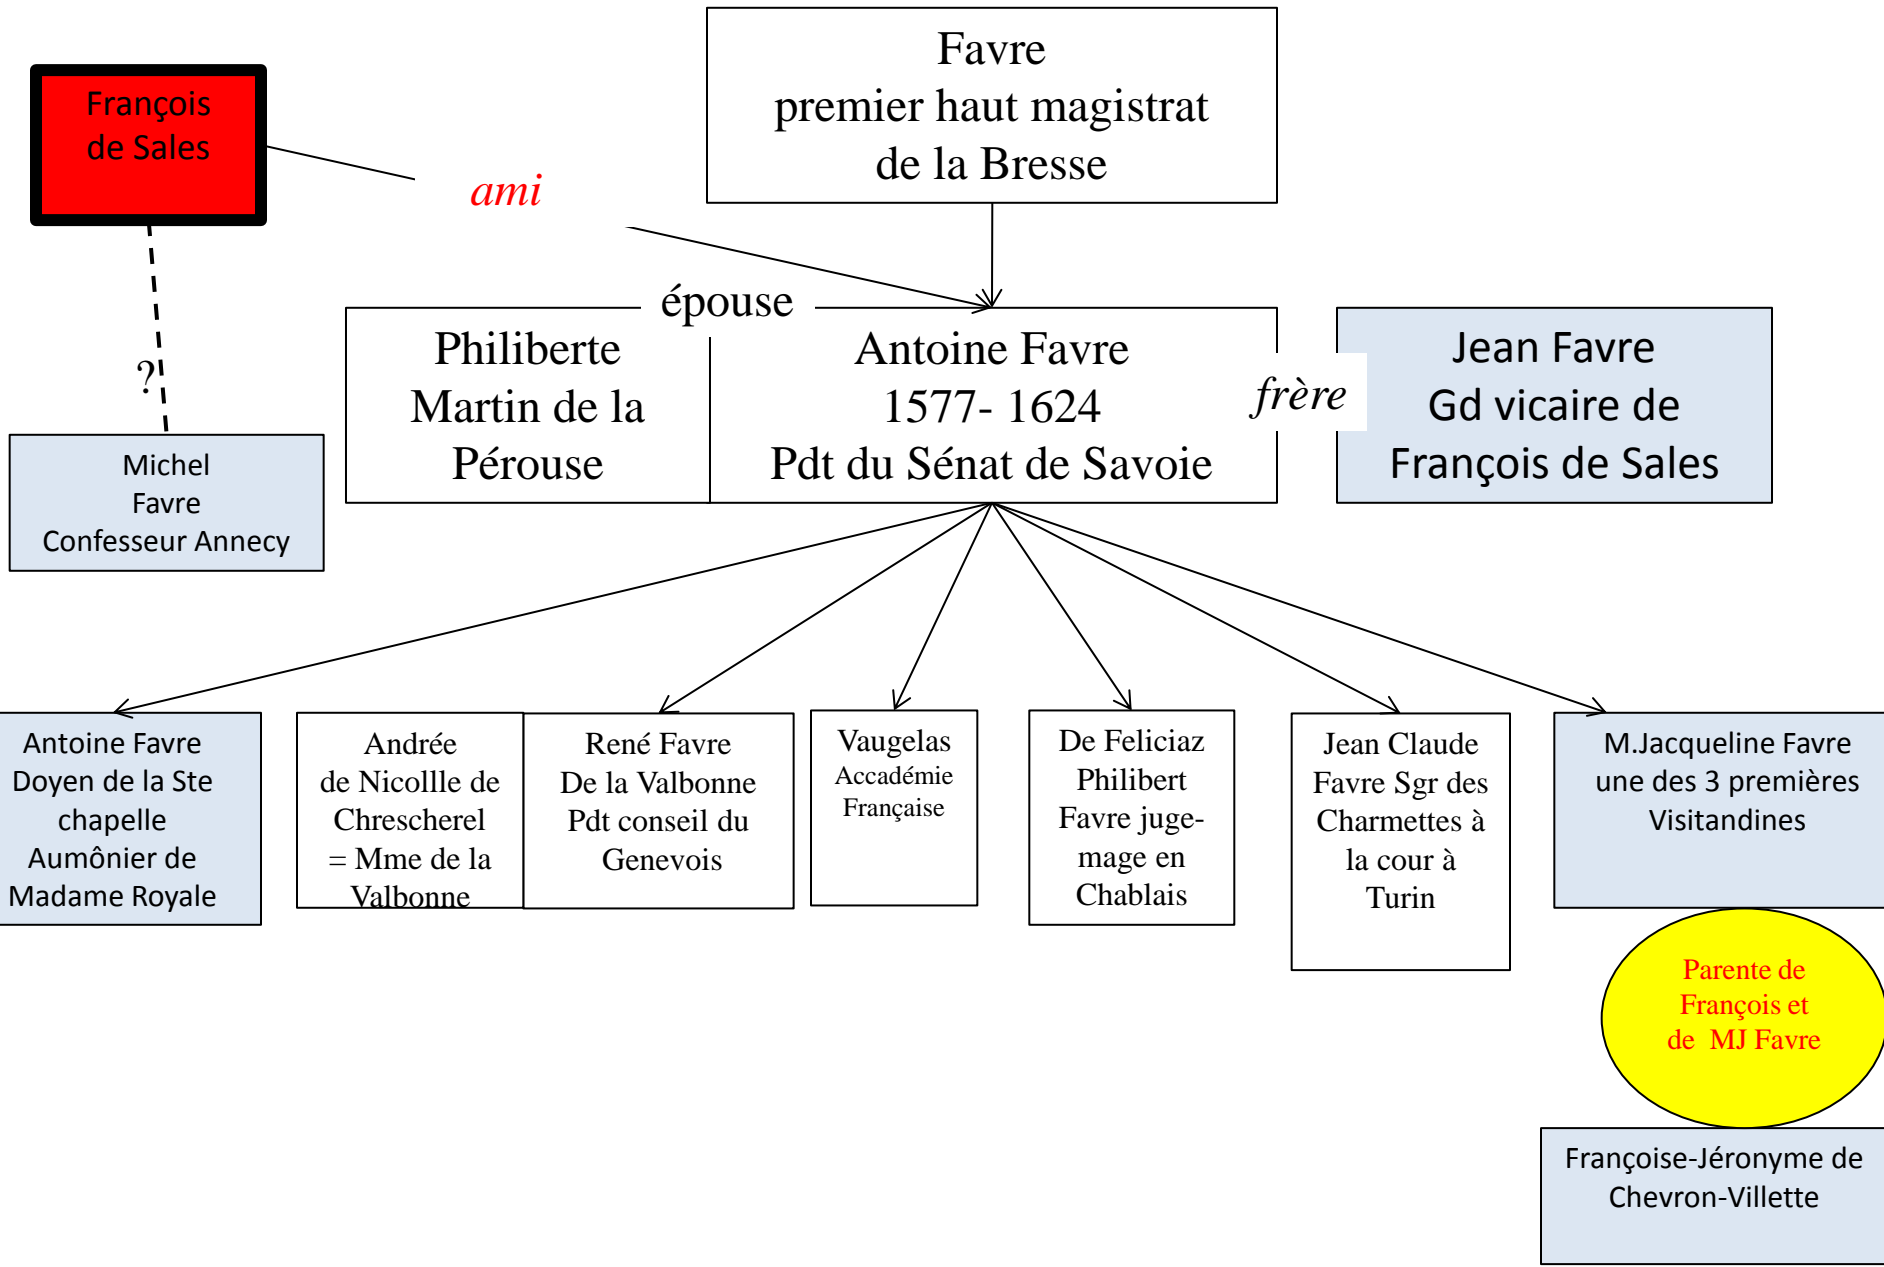 François
de Sales
Favre
premier haut magistrat
de la Bresse
ami
épouse
Philiberte
Martin de la
Pérouse
Antoine Favre
1577- 1624
Pdt du Sénat de Savoie
frère
Jean Favre
Gd vicaire de
François de Sales
?
Michel
Favre
Confesseur Annecy
Antoine Favre
Doyen de la Ste
chapelle
Aumônier de
Madame Royale
Andrée
de Nicollle de
Chrescherel
= Mme de la
Valbonne
René Favre
De la Valbonne
Pdt conseil du
Genevois
Vaugelas
Accadémie
Française
De Feliciaz
Philibert
Favre juge-
mage en
Chablais
Jean Claude
Favre Sgr des
Charmettes à
la cour à
Turin
M.Jacqueline Favre
une des 3 premières
Visitandines
Parente de
François et
de MJ Favre
Françoise-Jéronyme de
Chevron-Villette